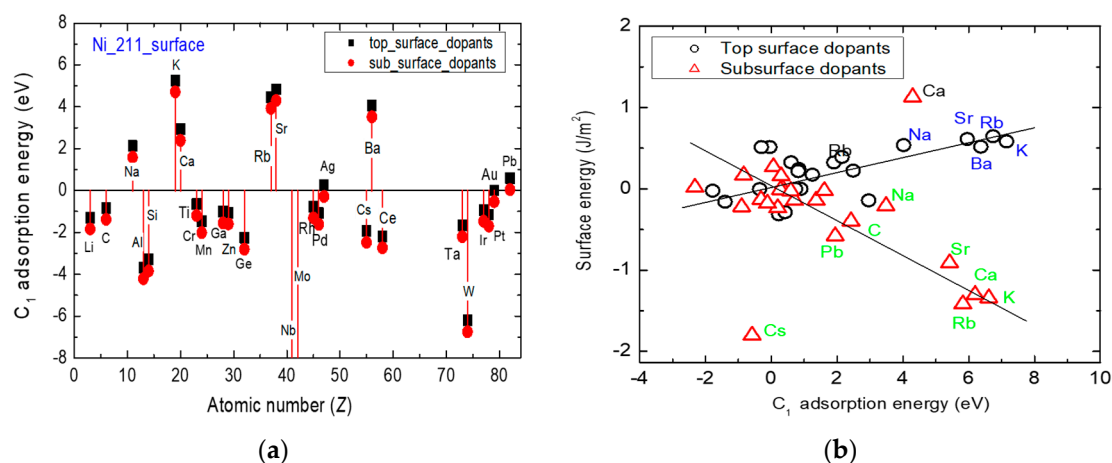 Ni_211_surface
top_surface_dopants
sub_surface_dopants
C₁ adsorption energy (eV)
8
6
4
2
0
-2
-4
-6
-8
K
Na
Ca
Rb
Sr
Ba
Ag
Au
Pb
Li
C
Al
Si
Ti
Cr
Mn
Ga
Zn
Ge
Nb
Mo
Rh
Pd
Cs
Ce
Ta
W
Ir
Pt
0 10 20 30 40 50 60 70 80
Atomic number (Z)
(a)
Top surface dopants
Subsurface dopants
Surface energy (J/m²)
2
1
0
-1
-2
Ca
Na
Sr
Rb
Ba
K
Rb
Na
C
Pb
Sr
Ca
K
Rb
Cs
-4 -2 0 2 4 6 8 10
C₁ adsorption energy (eV)
(b)